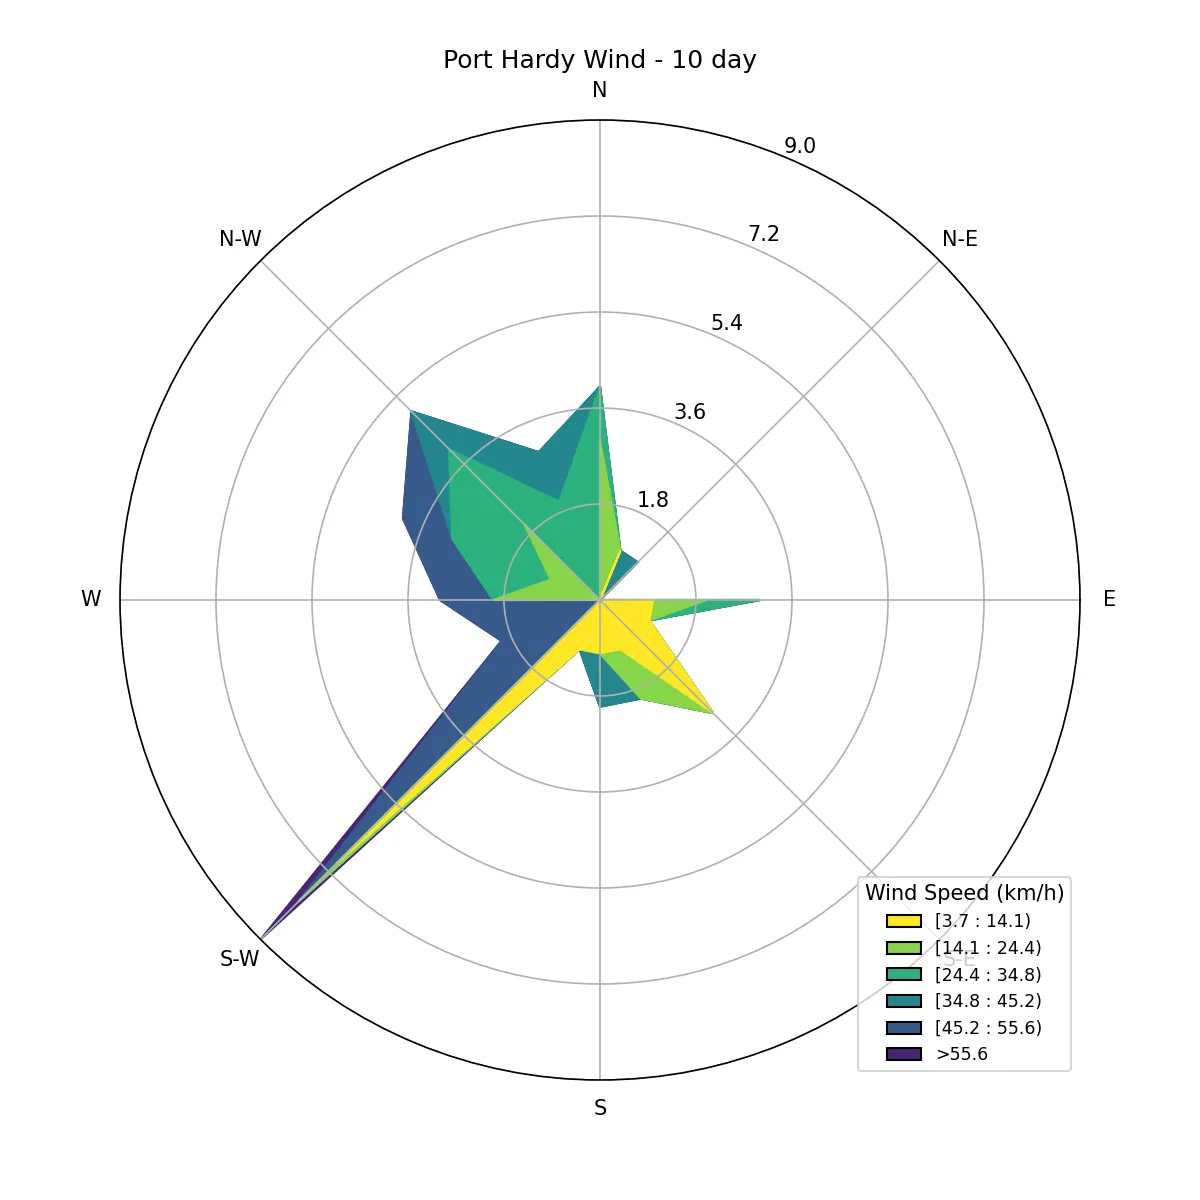 Port Hardy Wind - 10 day
N
9.0
N-W
7.2
N-E
5.4
3.6
1.8
W
E
S-W
S-E
S
Wind Speed (km/h)
[3.7 : 14.1)
[14.1 : 24.4)
[24.4 : 34.8)
[34.8 : 45.2)
[45.2 : 55.6)
>55.6